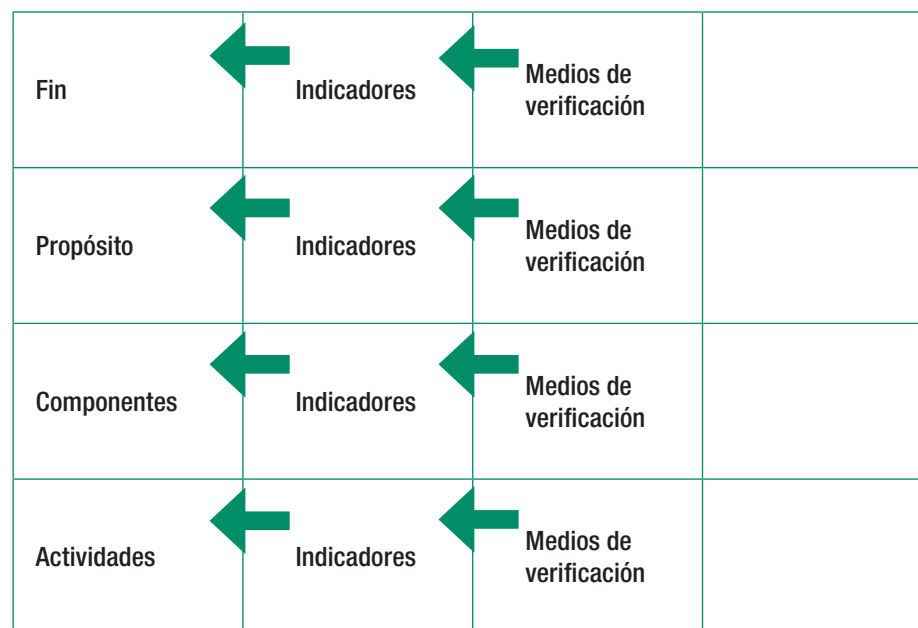 Fin
Indicadores
Medios de
verificación
Propósito
Indicadores
Medios de
verificación
Componentes
Indicadores
Medios de
verificación
Actividades
Indicadores
Medios de
verificación